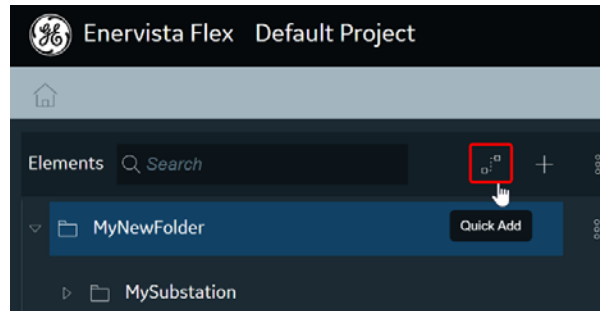 Enervista Flex Default Project
Elements Search
MyNewFolder Quick Add
MySubstation